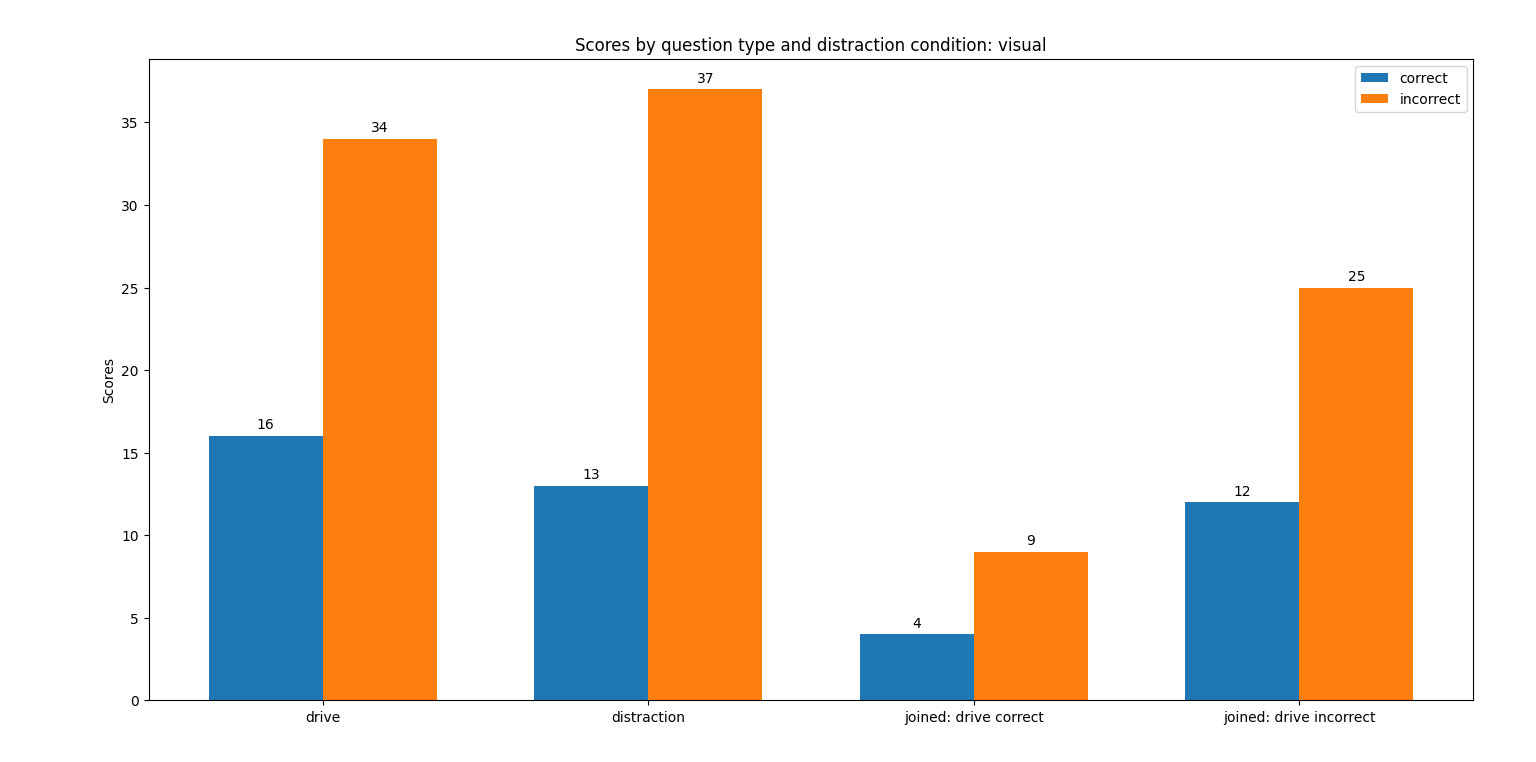 Scores by question type and distraction condition: visual
correct
incorrect
Scores
35
30
25
20
15
10
5
0
16
34
13
37
4
9
12
25
drive
distraction
joined: drive correct
joined: drive incorrect